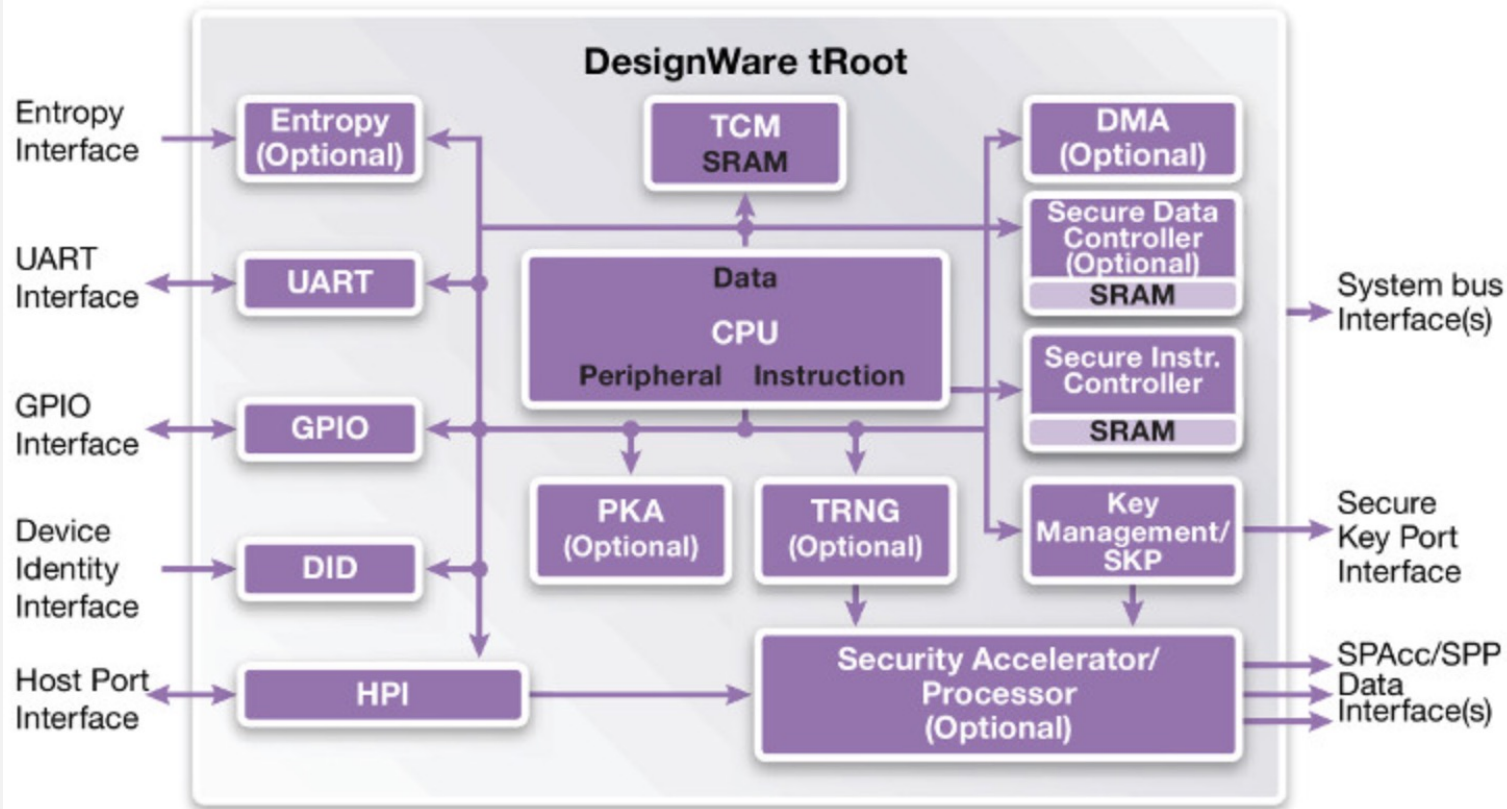 DesignWare tRoot
Entropy
Interface
Entropy
(Optional)
TCM
SRAM
DMA
(Optional)
UART
Interface
UART
Data
CPU
Peripheral Instruction
Secure Data
Controller
(Optional)
SRAM
System bus
Interface(s)
Secure Instr.
Controller
SRAM
GPIO
Interface
GPIO
PKA
(Optional)
TRNG
(Optional)
Key
Management/
SKP
Secure
Key Port
Interface
Device
Identity
Interface
DID
Host Port
Interface
HPI
Security Accelerator/
Processor
(Optional)
SPAcc/SPP
Data
Interface(s)